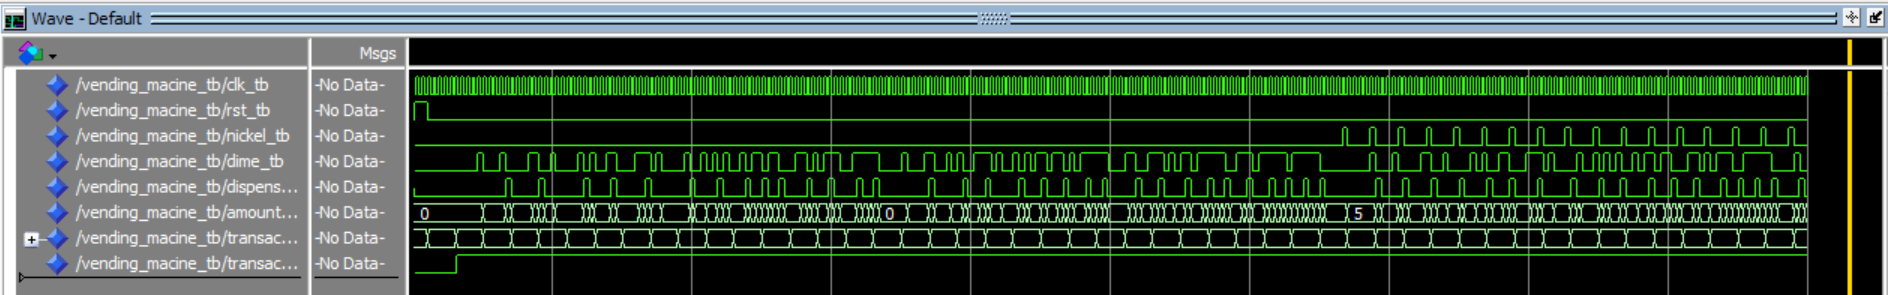 Wave - Default
Msgs
/vending_macine_tb/clk_tb -No Data-
/vending_macine_tb/rst_tb -No Data-
/vending_macine_tb/nickel_tb -No Data-
/vending_macine_tb/dime_tb -No Data-
/vending_macine_tb/dispens... -No Data-
/vending_macine_tb/amount... -No Data- 0 0 5
/vending_macine_tb/transac... -No Data-
/vending_macine_tb/transac... -No Data-